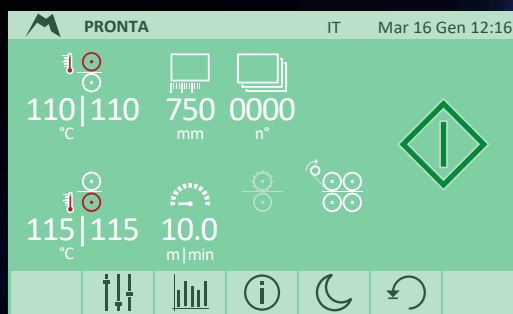 PRONTA IT Mar 16 Gen 12:16
110|110 750 0000
°C mm n°
115|115 10.0
°C m|min